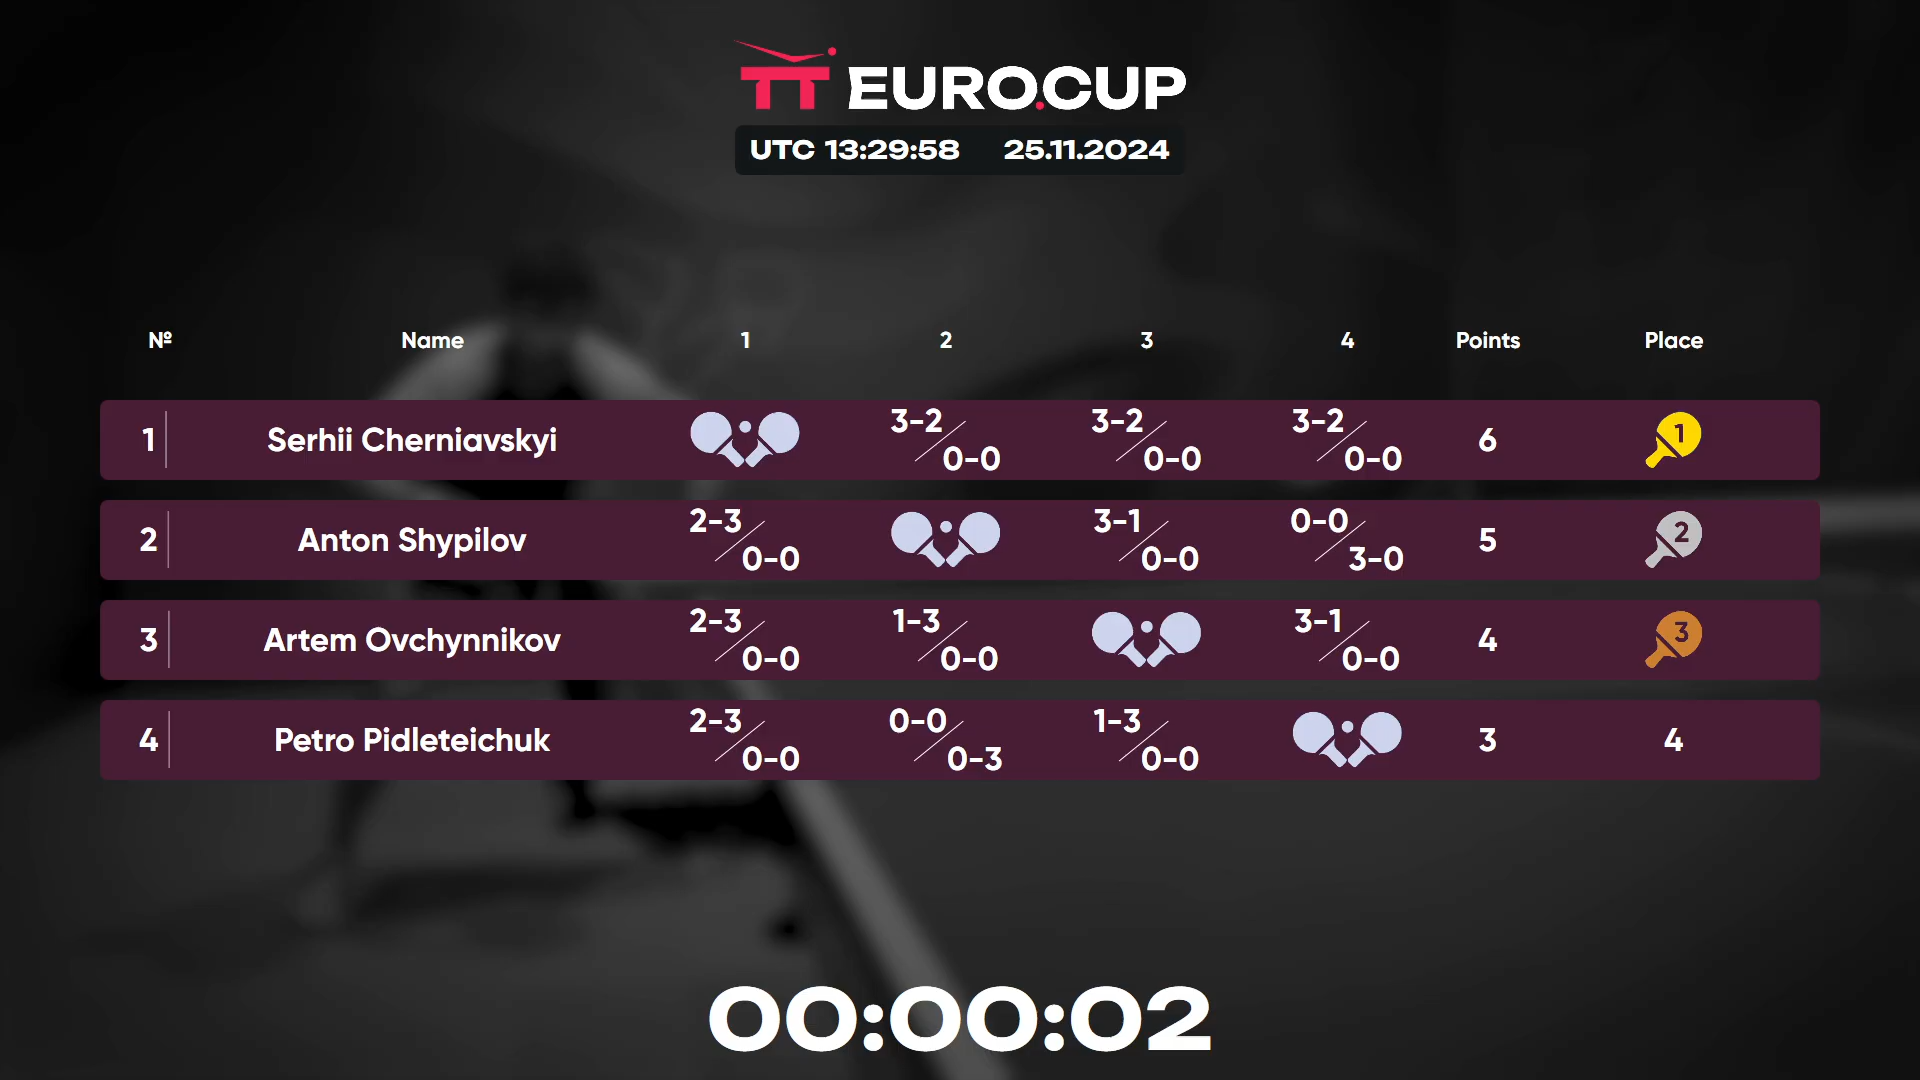 EURO.CUP
UTC 13:29:58 25.11.2024
№ Name 1 2 3 4 Points Place
1 Serhii Cherniavskyi 3-2 0-0 3-2 0-0 3-2 0-0 6 1
2 Anton Shypilov 2-3 0-0 3-1 0-0 0-0 3-0 5 2
3 Artem Ovchynnikov 2-3 0-0 1-3 0-0 3-1 0-0 4 3
4 Petro Pidleteichuk 2-3 0-0 0-0 0-3 1-3 0-0 3 4
00:00:02